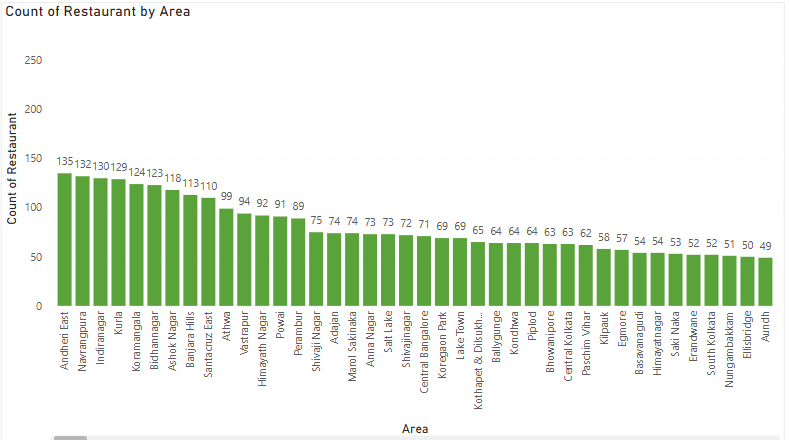 Count of Restaurant by Area
Count of Restaurant
250
200
150
100
50
0
135
132
130
129
124
123
118
113
110
99
94
92
91
89
75
74
74
73
73
72
71
69
69
65
64
64
64
63
63
62
58
57
54
54
53
52
52
51
50
49
Andheri East
Navrangpura
Indiranagar
Kurla
Koramangala
Bidhannagar
Ashok Nagar
Banjara Hills
Santacruz East
Athwa
Vastrapur
Himayath Nagar
Powai
Perambur
Shivaji Nagar
Adajan
Marol Sakinaka
Anna Nagar
Salt Lake
Shivajinagar
Central Bangalore
Koregaon Park
Lake Town
Kothapet & Dilsukh...
Ballygunge
Kondhwa
Piplod
Bhowanipore
Central Kolkata
Paschim Vihar
Kilpauk
Egmore
Basavanagudi
Himayatnagar
Saki Naka
Erandwane
South Kolkata
Nungambakkam
Ellisbridge
Aundh
Area